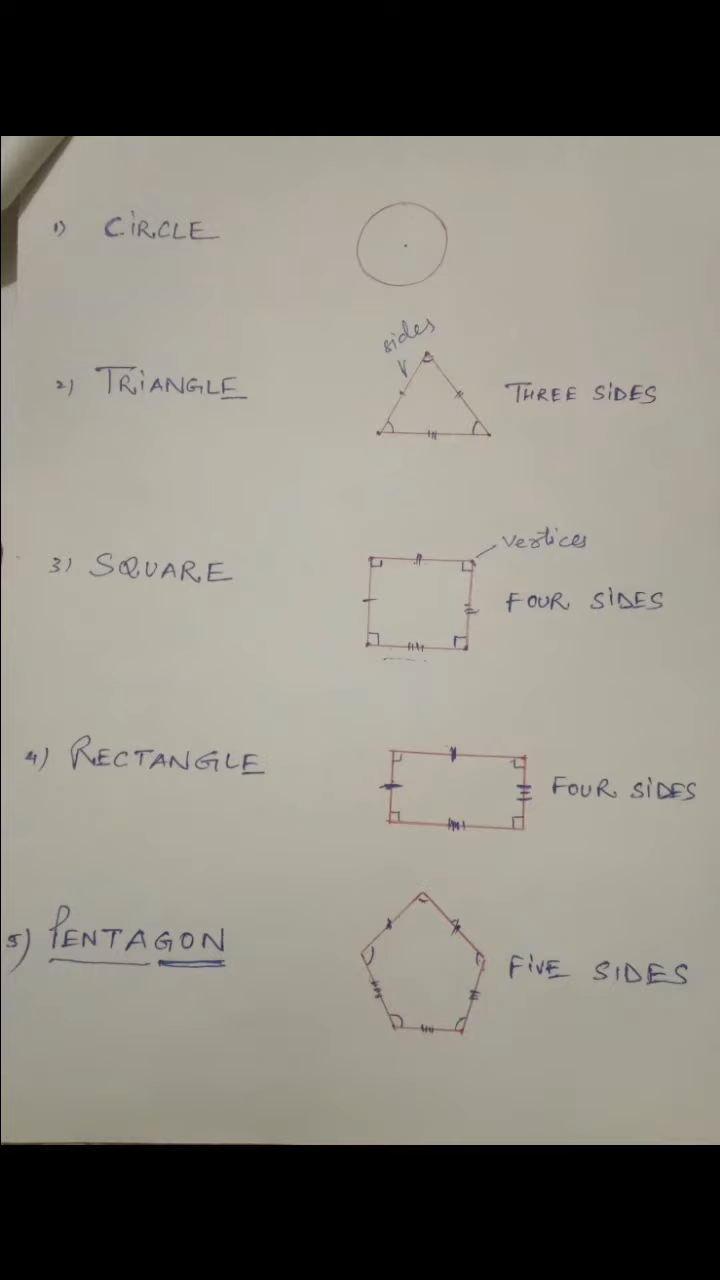 1) CIRCLE
sides
2) TRIANGLE
THREE SIDES
vertices
3) SQUARE
FOUR SIDES
4) RECTANGLE
FOUR SIDES
5) PENTAGON
FIVE SIDES